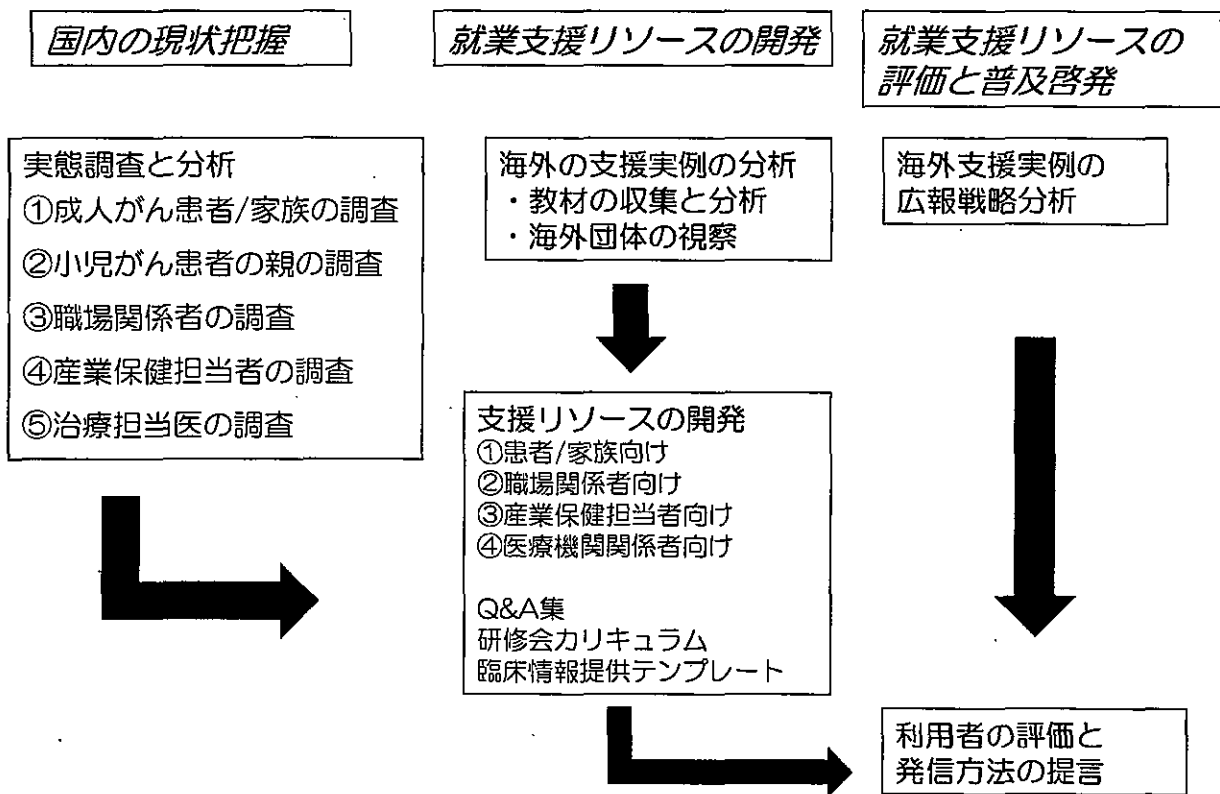 国内の現状把握
就業支援リソースの開発
就業支援リソースの
評価と普及啓発
実態調査と分析
①成人がん患者/家族の調査
②小児がん患者の親の調査
③職場関係者の調査
④産業保健担当者の調査
⑤治療担当医の調査
海外の支援実例の分析
・教材の収集と分析
・海外団体の視察
支援リソースの開発
①患者/家族向け
②職場関係者向け
③産業保健担当者向け
④医療機関関係者向け
Q&A集
研修会カリキュラム
臨床情報提供テンプレート
海外支援実例の
広報戦略分析
利用者の評価と
発信方法の提言